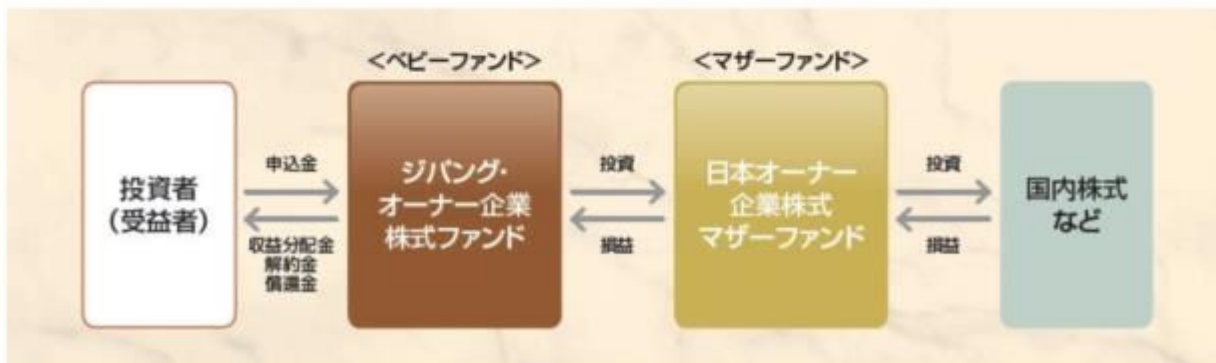 <ベビーファンド>
<マザーファンド>
投資者
(受益者)
申込金
収益分配金
解約金
償還金
ジパング・
オーナー企業
株式ファンド
投資
損益
日本オーナー
企業株式
マザーファンド
投資
損益
国内株式
など